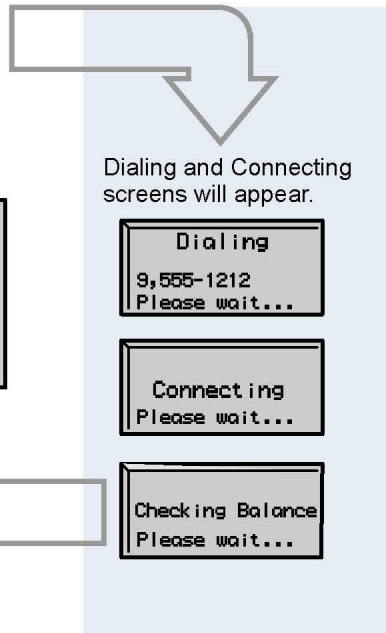 Dialing and Connecting
screens will appear.
Dialing
9,555-1212
Please wait...
Connecting
Please wait...
Checking Balance
Please wait...